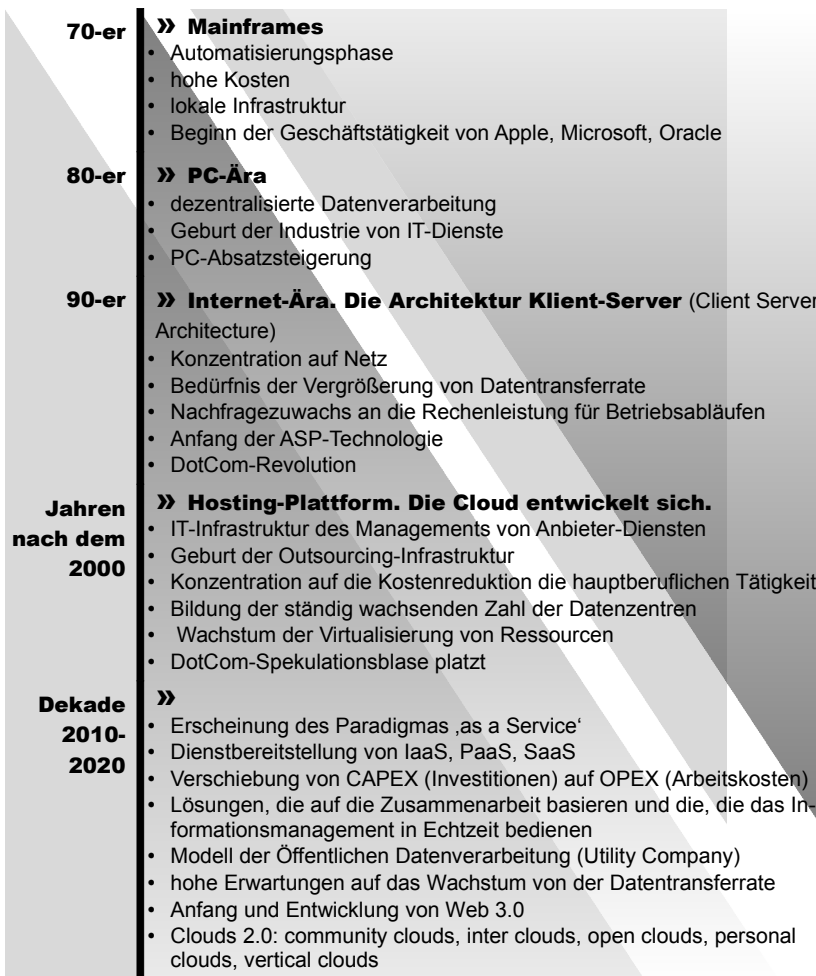 70-er
» Mainframes
• Automatisierungsphase
• hohe Kosten
• lokale Infrastruktur
• Beginn der Geschäftstätigkeit von Apple, Microsoft, Oracle
80-er
» PC-Ära
• dezentralisierte Datenverarbeitung
• Geburt der Industrie von IT-Dienste
• PC-Absatzsteigerung
90-er
» Internet-Ära. Die Architektur Klient-Server (Client Server
Architecture)
• Konzentration auf Netz
• Bedürfnis der Vergrößerung von Datentransferrate
• Nachfragezuwachs an die Rechenleistung für Betriebsabläufen
• Anfang der ASP-Technologie
• DotCom-Revolution
Jahren
nach dem
2000
» Hosting-Plattform. Die Cloud entwickelt sich.
• IT-Infrastruktur des Managements von Anbieter-Diensten
• Geburt der Outsourcing-Infrastruktur
• Konzentration auf die Kostenreduktion die hauptberuflichen Tätigkeit
• Bildung der ständig wachsenden Zahl der Datenzentren
• Wachstum der Virtualisierung von Ressourcen
• DotCom-Spekulationsblase platzt
Dekade
2010-
2020
»
• Erscheinung des Paradigmas ‚as a Service‘
• Dienstbereitstellung von IaaS, PaaS, SaaS
• Verschiebung von CAPEX (Investitionen) auf OPEX (Arbeitskosten)
• Lösungen, die auf die Zusammenarbeit basieren und die, die das In-
formationsmanagement in Echtzeit bedienen
• Modell der Öffentlichen Datenverarbeitung (Utility Company)
• hohe Erwartungen auf das Wachstum von der Datentransferrate
• Anfang und Entwicklung von Web 3.0
• Clouds 2.0: community clouds, inter clouds, open clouds, personal
clouds, vertical clouds